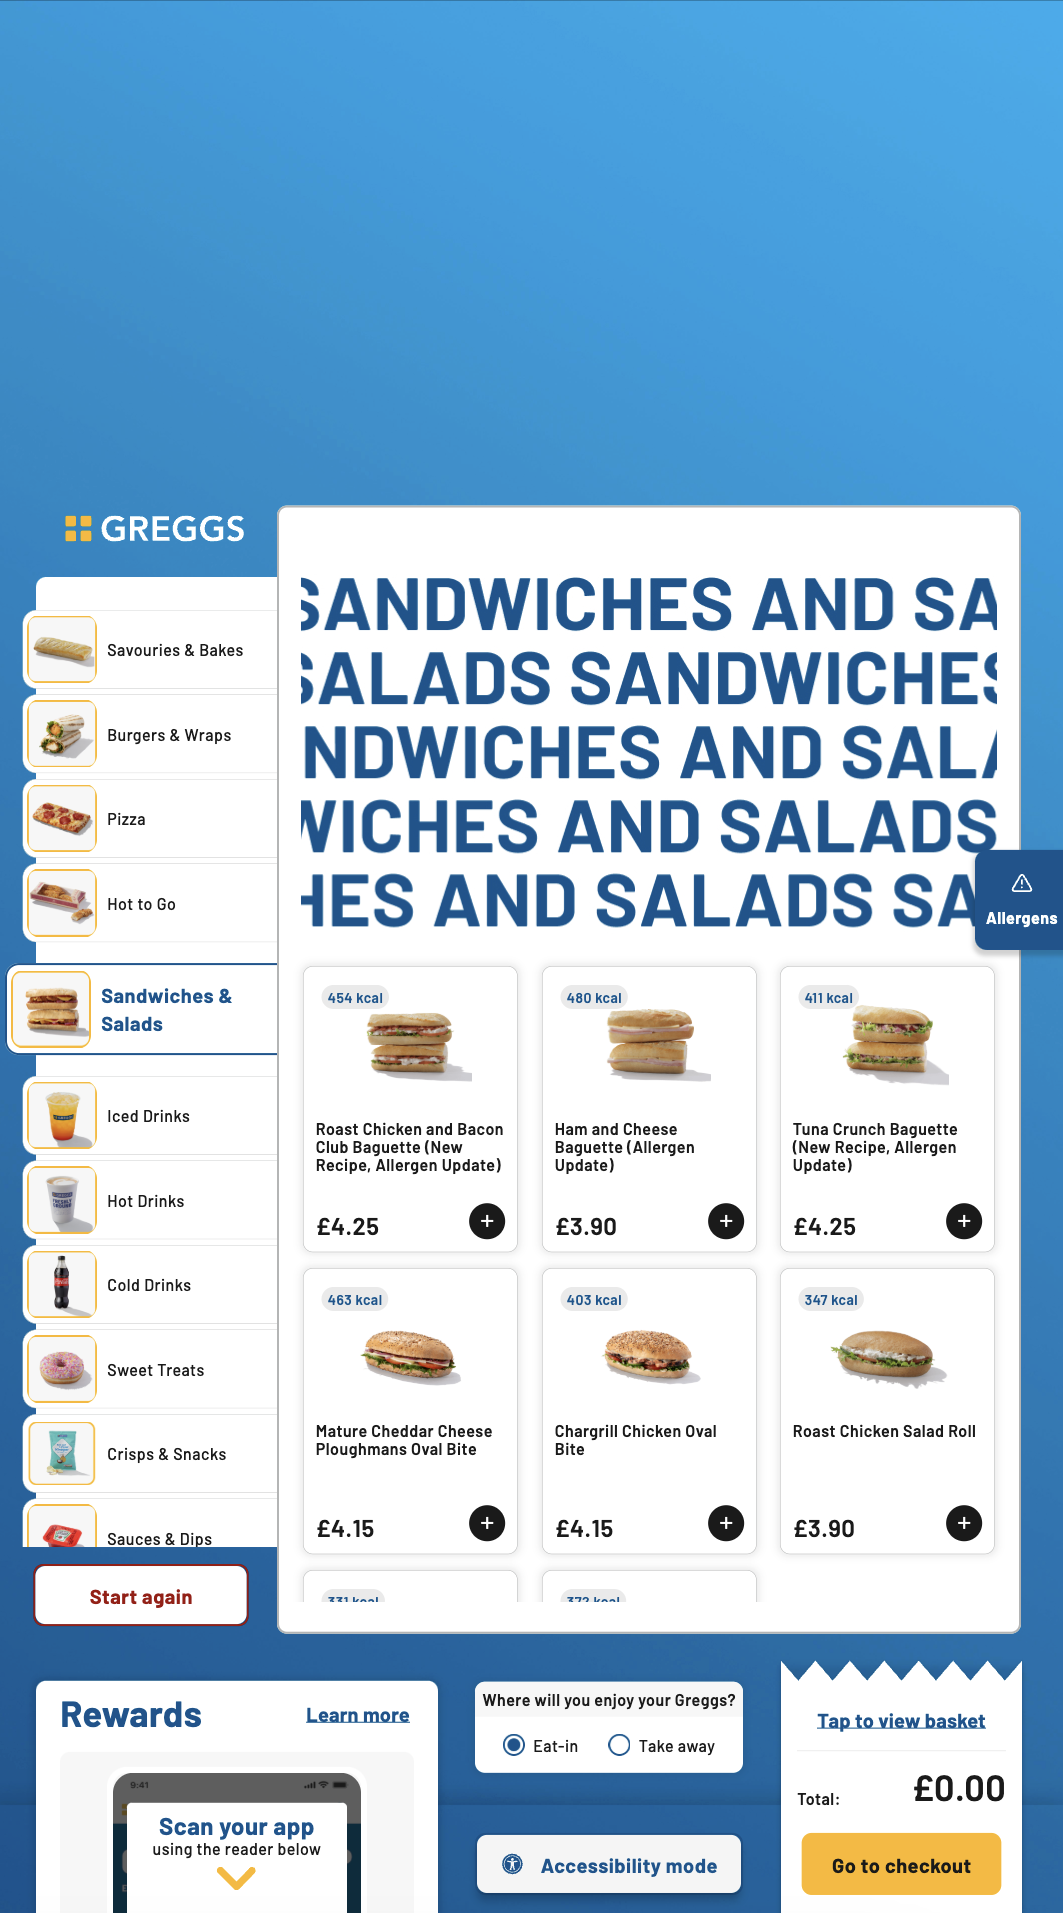 GREGGS
SANDWICHES AND SA
SALADS SANDWICHES
NDWICHES AND SALA
WICHES AND SALADS
HES AND SALADS SA
Savouries & Bakes
Burgers & Wraps
Pizza
Hot to Go
Sandwiches &
Salads
Iced Drinks
Hot Drinks
Cold Drinks
Sweet Treats
Crisps & Snacks
Sauces & Dips
Start again
Allergens
454 kcal
Roast Chicken and Bacon
Club Baguette (New
Recipe, Allergen Update)
£4.25
480 kcal
Ham and Cheese
Baguette (Allergen
Update)
£3.90
411 kcal
Tuna Crunch Baguette
(New Recipe, Allergen
Update)
£4.25
463 kcal
Mature Cheddar Cheese
Ploughmans Oval Bite
£4.15
403 kcal
Chargrill Chicken Oval
Bite
£4.15
347 kcal
Roast Chicken Salad Roll
£3.90
331 kcal
372 kcal
Rewards
Learn more
9:41
Scan your app
using the reader below
Where will you enjoy your Greggs?
Eat-in
Take away
Accessibility mode
Tap to view basket
Total:
£0.00
Go to checkout